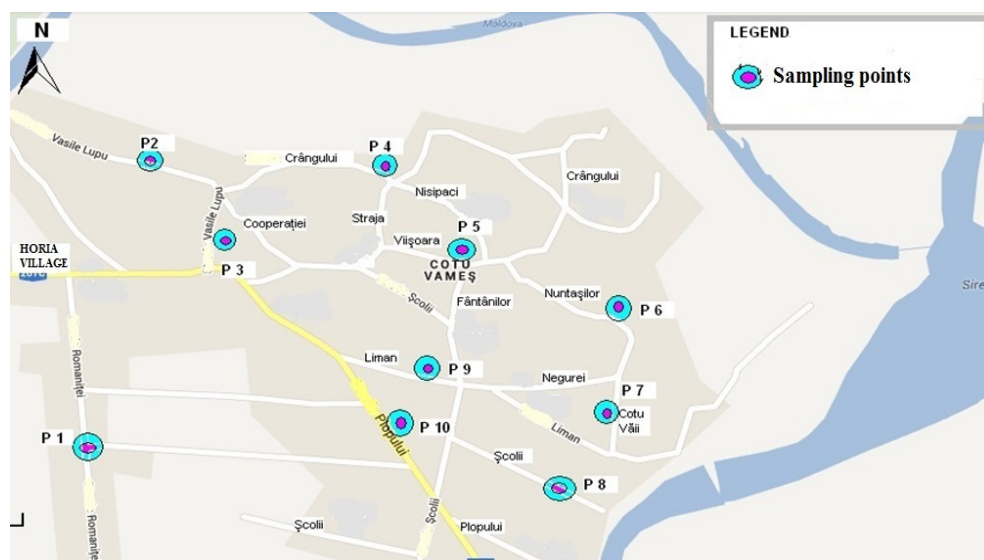 N
Moldova
LEGEND
Sampling points
P2
Vasile Lupu
P 4
Crângului
Crângului
Nisipaci
Vasile Lupu
Cooperației
Straja
P 5
Viișoara
HORIA
VILLAGE
P 3
COTU
VAMEȘ
Școlii
Fântânilor
Nuntașilor
Sire
P 6
Romaniței
Liman
P 9
Negurei
P 7
Cotu
Văii
Plopului
P 10
Liman
P 1
Școlii
P 8
Romaniței
Școlii
Școlii
Plopului